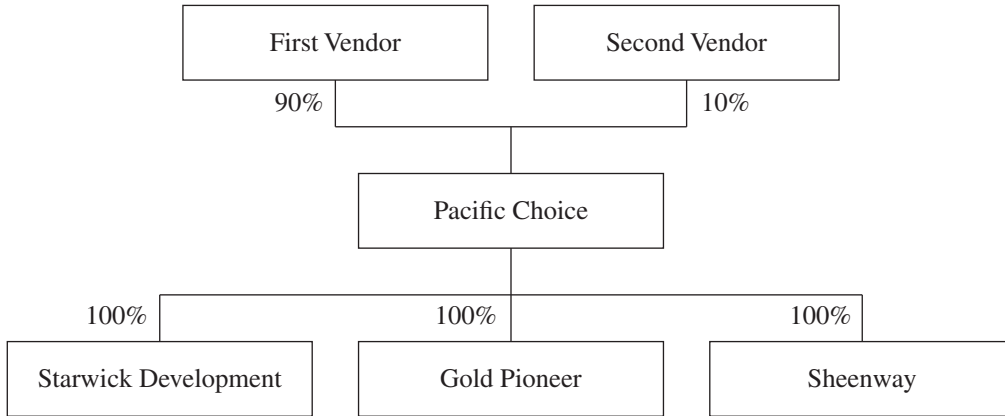 First Vendor
Second Vendor
90%
10%
Pacific Choice
100%
100%
100%
Starwick Development
Gold Pioneer
Sheenway